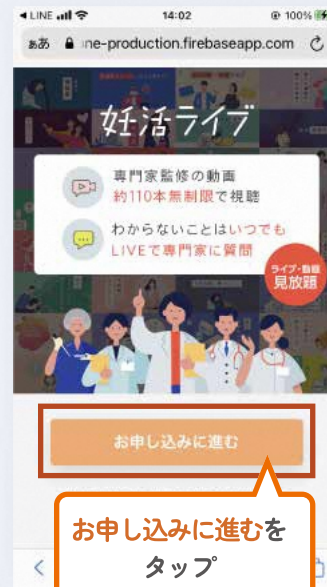 LINE 14:02 100%
ああ ne-production.firebaseapp.com
妊活ライブ
専門家監修の動画
約110本無制限で視聴
わからないことはいつでも
LIVEで専門家に質問
ライブ・動画
見放題
お申し込みに進む
お申し込みに進むを
タップ